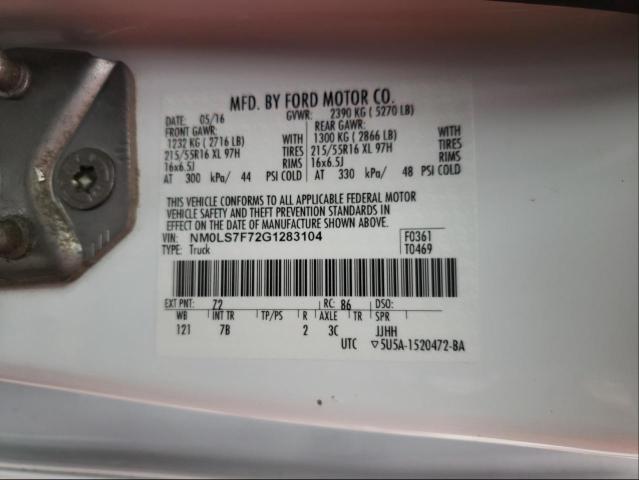 MFD. BY FORD MOTOR CO.
DATE: 05/16 GVWR: 2390 KG ( 5270 LB)
FRONT GAWR: REAR GAWR:
1232 KG ( 2716 LB) WITH 1300 KG ( 2866 LB) WITH
215/55R16 XL 97H TIRES 215/55R16 XL 97H TIRES
16x6.5J RIMS 16x6.5J RIMS
AT 300 kPa/ 44 PSI COLD AT 330 kPa/ 48 PSI COLD
THIS VEHICLE CONFORMS TO ALL APPLICABLE FEDERAL MOTOR
VEHICLE SAFETY AND THEFT PREVENTION STANDARDS IN
EFFECT ON THE DATE OF MANUFACTURE SHOWN ABOVE.
VIN: NM0LS7F72G1283104 F0361
TYPE: Truck T0469
EXT PNT: 72 RC: 86 DSO:
WB INT TR TP/PS R AXLE TR SPR
121 7B 2 3C JJHH
UTC ▽5U5A-1520472-BA